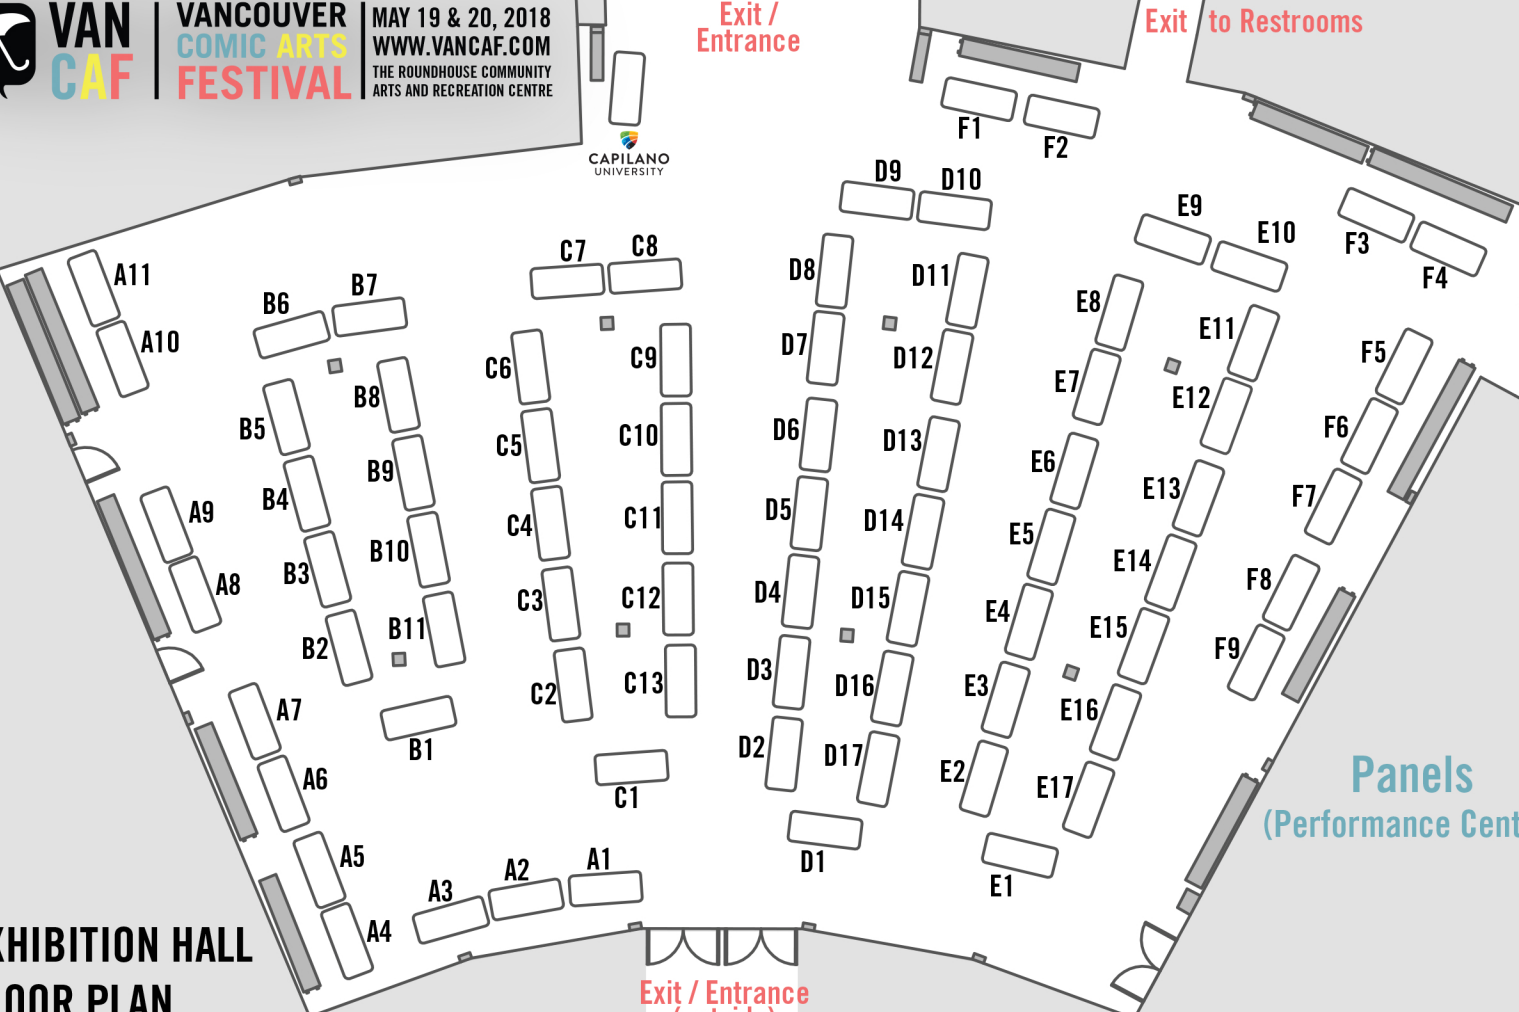 VAN
CAF
VANCOUVER
COMIC ARTS
FESTIVAL
MAY 19 & 20, 2018
WWW.VANCAF.COM
THE ROUNDHOUSE COMMUNITY
ARTS AND RECREATION CENTRE
Exit /
Entrance
Exit to Restrooms
CAPILANO
UNIVERSITY
F1
F2
D9
D10
E9
E10
F3
F4
A11
A10
B6
B7
C7
C8
D8
D11
E8
E11
F5
D7
D12
E7
E12
F6
C6
C9
B8
B5
C5
C10
D6
D13
E6
E13
F7
B4
B9
A9
C4
C11
D5
D14
E5
E14
F8
B3
B10
A8
C3
C12
D4
D15
E4
E15
F9
B2
B11
A7
C2
C13
D3
D16
E3
E16
B1
A6
C1
D2
D17
E2
E17
Panels
(Performance Cent
A5
A4
A3
A2
A1
D1
E1
XHIBITION HALL
OOR PLAN
Exit / Entrance